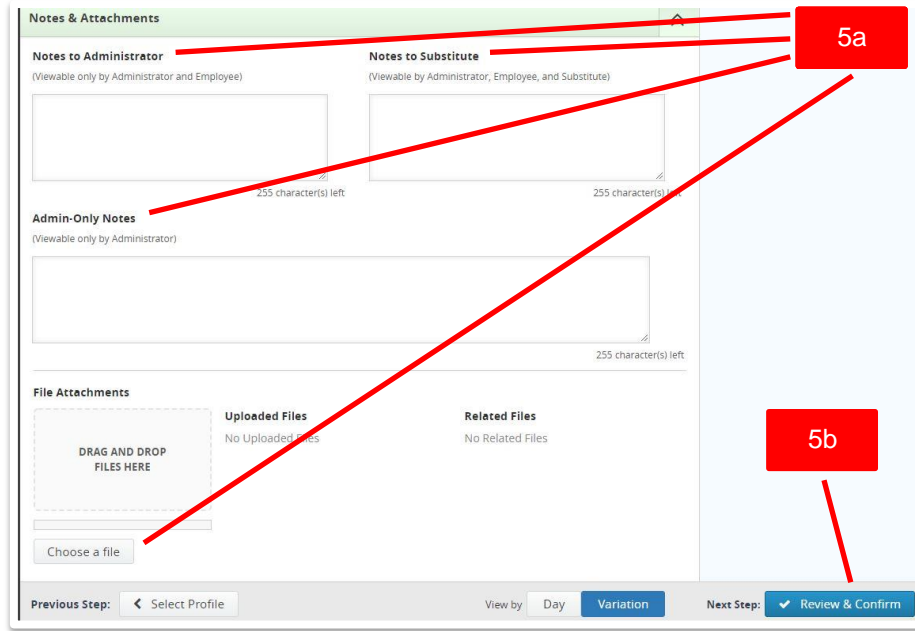 Notes & Attachments
5a
Notes to Administrator
(Viewable only by Administrator and Employee)
Notes to Substitute
(Viewable by Administrator, Employee, and Substitute)
255 character(s) left
255 character(s) left
Admin-Only Notes
(Viewable only by Administrator)
255 character(s) left
File Attachments
DRAG AND DROP
FILES HERE
Uploaded Files
No Uploaded Files
Related Files
No Related Files
5b
Choose a file
Previous Step: Select Profile View by Day Variation Next Step: Review & Confirm